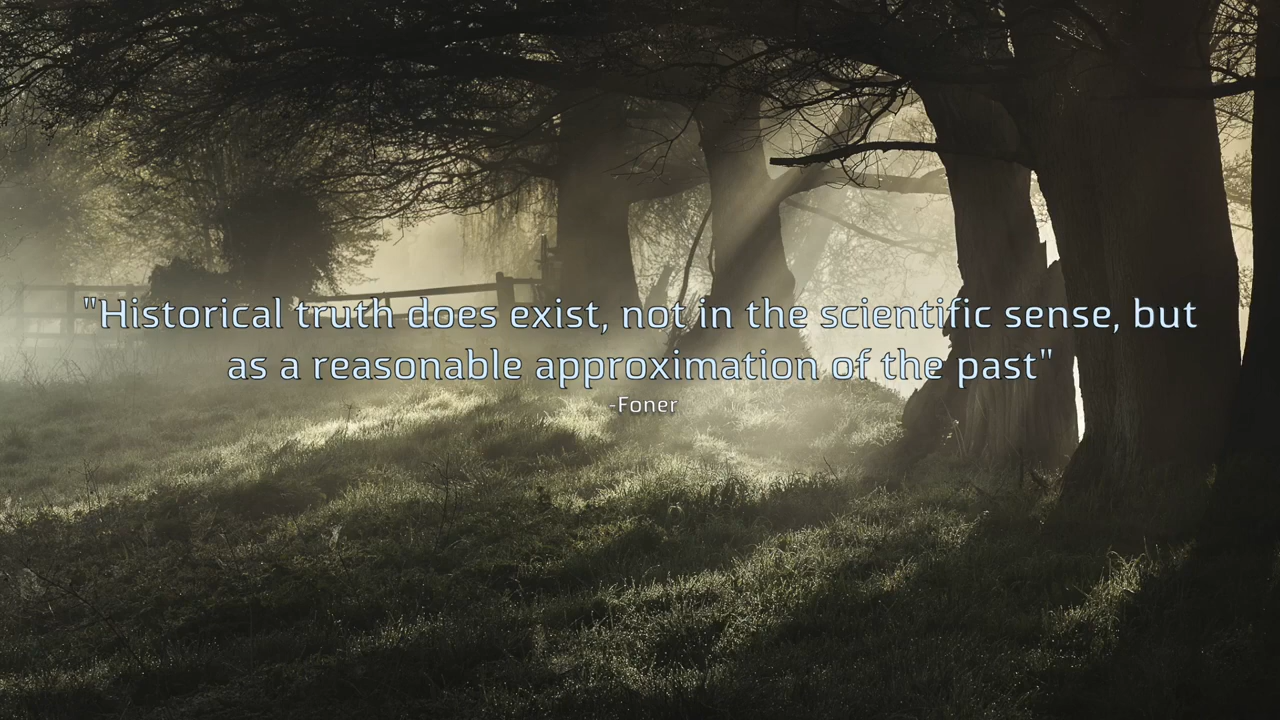 "Historical truth does exist, not in the scientific sense, but
as a reasonable approximation of the past"
-Foner